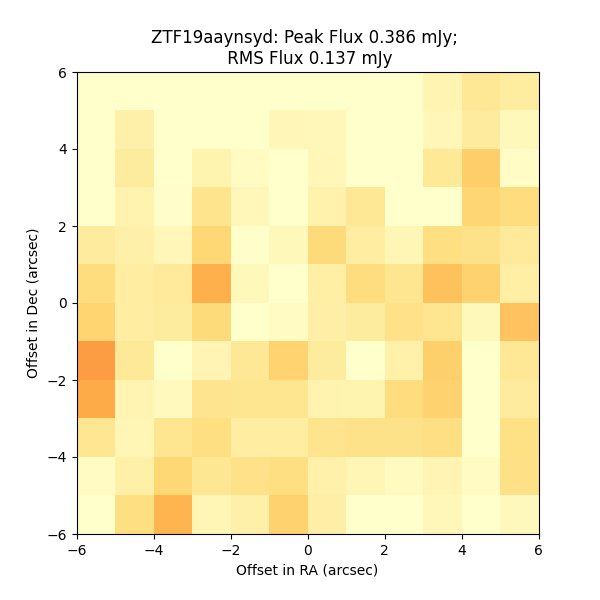 ZTF19aaynsyd: Peak Flux 0.386 mJy;
RMS Flux 0.137 mJy
6
4
2
0
−2
−4
−6
Offset in Dec (arcsec)
−6 −4 −2 0 2 4 6
Offset in RA (arcsec)